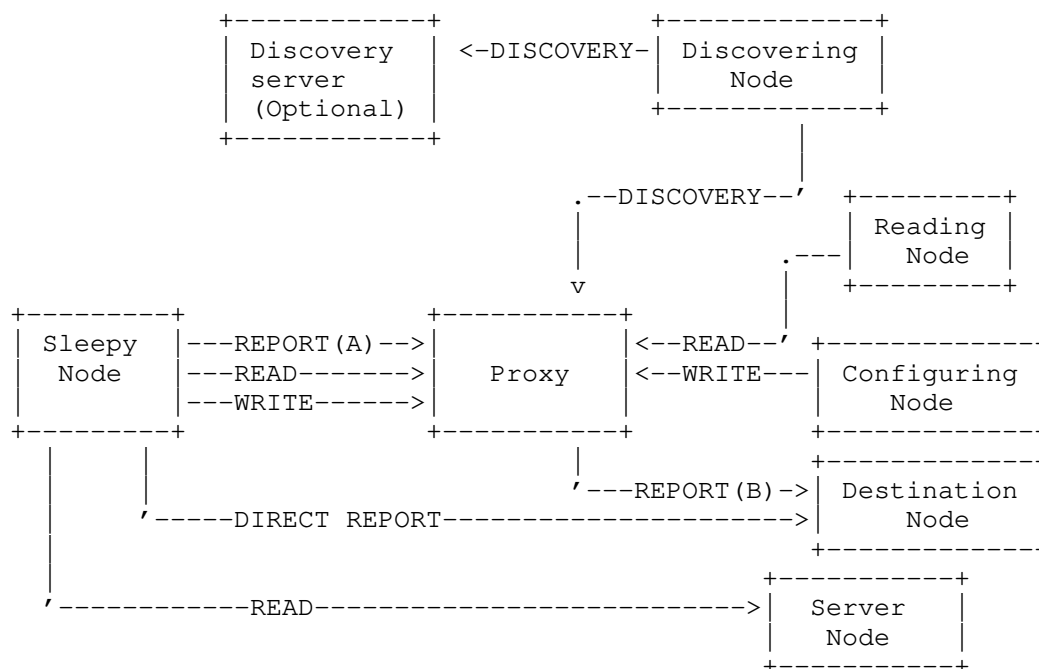 Discovery <-DISCOVERY- Discovering
server Node
(Optional)
.--DISCOVERY--'
Reading
.--- Node
v
Sleepy ---REPORT(A)--> <--READ--'
Node ---READ-------> Proxy <--WRITE--- Configuring
---WRITE------> Node
'---REPORT(B)-> Destination
'-----DIRECT REPORT----------------------> Node
'------------READ---------------------------> Server
Node